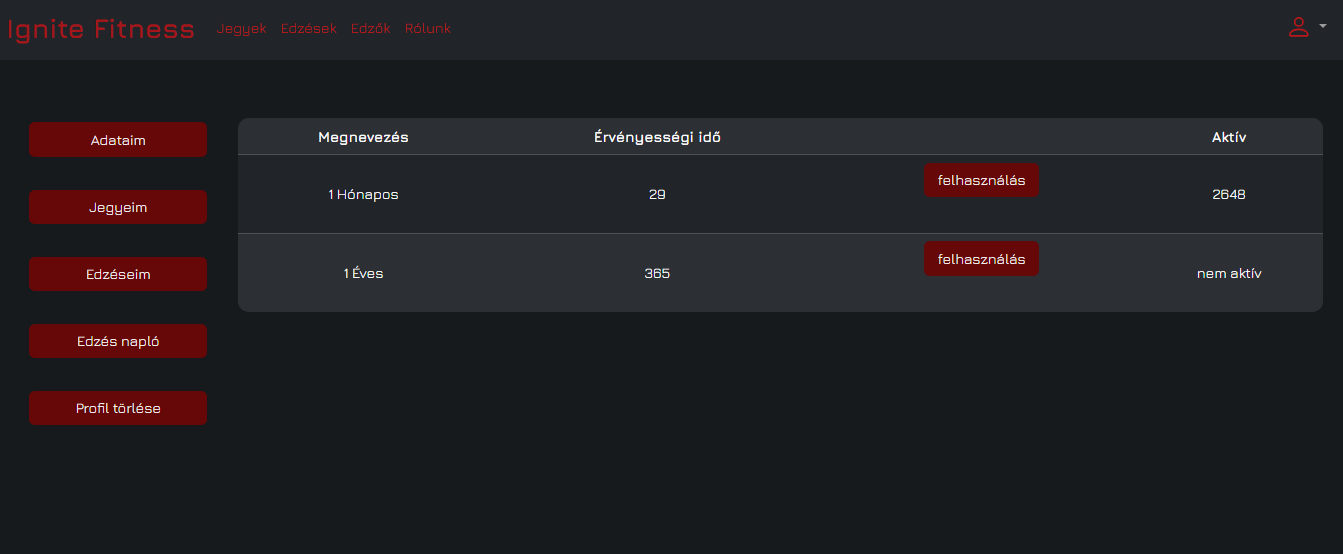 Ignite Fitness Jegyek Edzések Edzők Rólunk
Adataim
Jegyeim
Edzéseim
Edzés napló
Profil törlése
Megnevezés Érvényességi idő Aktív
1 Hónapos 29 felhasználás 2648
1 Éves 365 felhasználás nem aktív